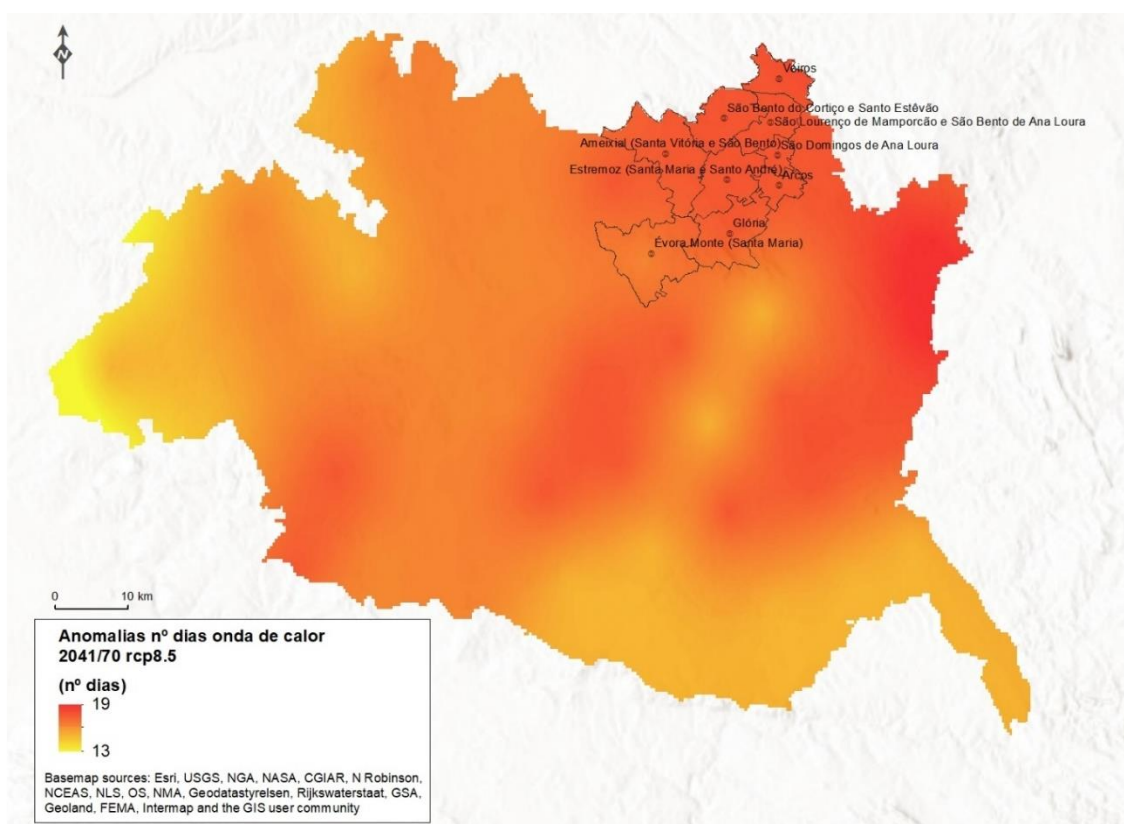 N
Veiros
São Bento do Cortiço e Santo Estêvão
São Lourenço de Mamporcão e São Bento de Ana Loura
Ameixial (Santa Vitória e São Bento)
São Domingos de Ana Loura
Estremoz (Santa Maria e Santo André)
Arcos
Glória
Évora Monte (Santa Maria)
0 10 km
Anomalias nº dias onda de calor
2041/70 rcp8.5
(nº dias)
19
13
Basemap sources: Esri, USGS, NGA, NASA, CGIAR, N Robinson,
NCEAS, NLS, OS, NMA, Geodatastyrelsen, Rijkswaterstaat, GSA,
Geoland, FEMA, Intermap and the GIS user community